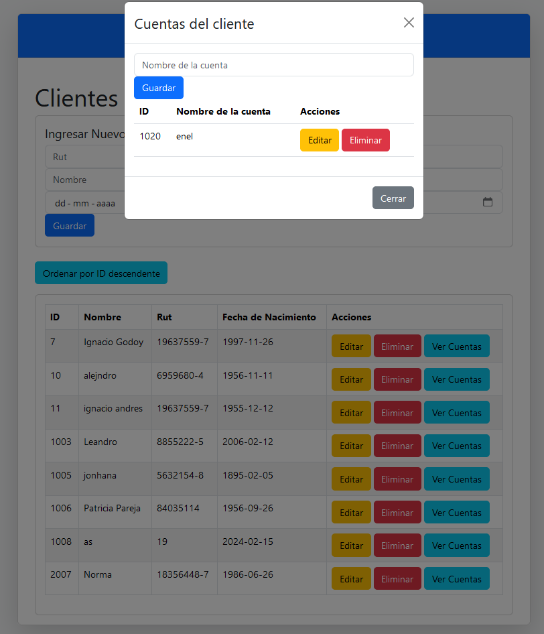 Cuentas del cliente
Nombre de la cuenta
Guardar
ID Nombre de la cuenta Acciones
1020 enel Editar Eliminar
Cerrar
Clientes
Ingresar Nuevo
Rut
Nombre
dd - mm - aaaa
Guardar
Ordenar por ID descendente
ID Nombre Rut Fecha de Nacimiento Acciones
7 Ignacio Godoy 19637559-7 1997-11-26 Editar Eliminar Ver Cuentas
10 alejndro 6959680-4 1956-11-11 Editar Eliminar Ver Cuentas
11 ignacio andres 19637559-7 1955-12-12 Editar Eliminar Ver Cuentas
1003 Leandro 8855222-5 2006-02-12 Editar Eliminar Ver Cuentas
1005 jonhana 5632154-8 1895-02-05 Editar Eliminar Ver Cuentas
1006 Patricia Pareja 84035114 1956-09-26 Editar Eliminar Ver Cuentas
1008 as 19 2024-02-15 Editar Eliminar Ver Cuentas
2007 Norma 18356448-7 1986-06-26 Editar Eliminar Ver Cuentas